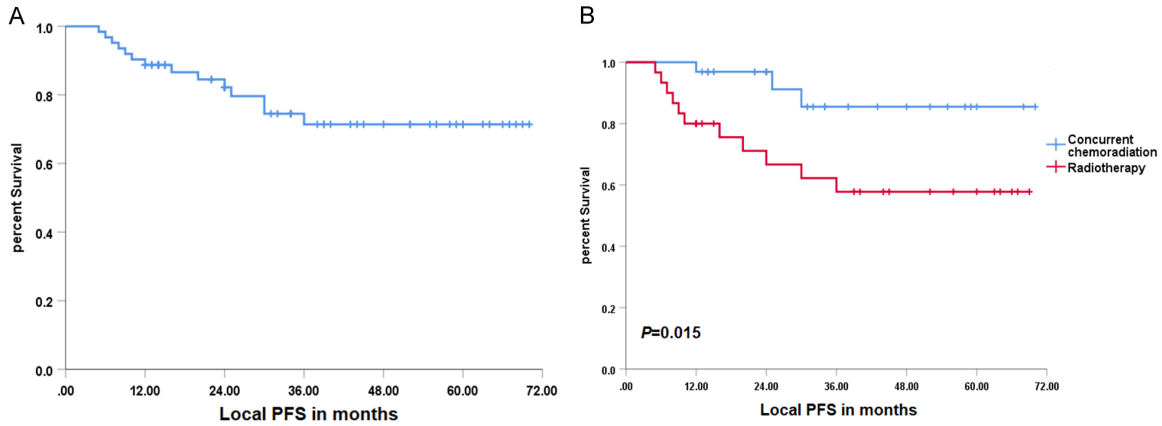 A
1.0
0.8
0.6
0.4
0.2
0.0
percent Survival
.00 12.00 24.00 36.00 48.00 60.00 72.00
Local PFS in months
B
1.0
0.8
0.6
0.4
0.2
0.0
percent Survival
P=0.015
.00 12.00 24.00 36.00 48.00 60.00 72.00
Local PFS in months
Concurrent
chemoradiation
Radiotherapy